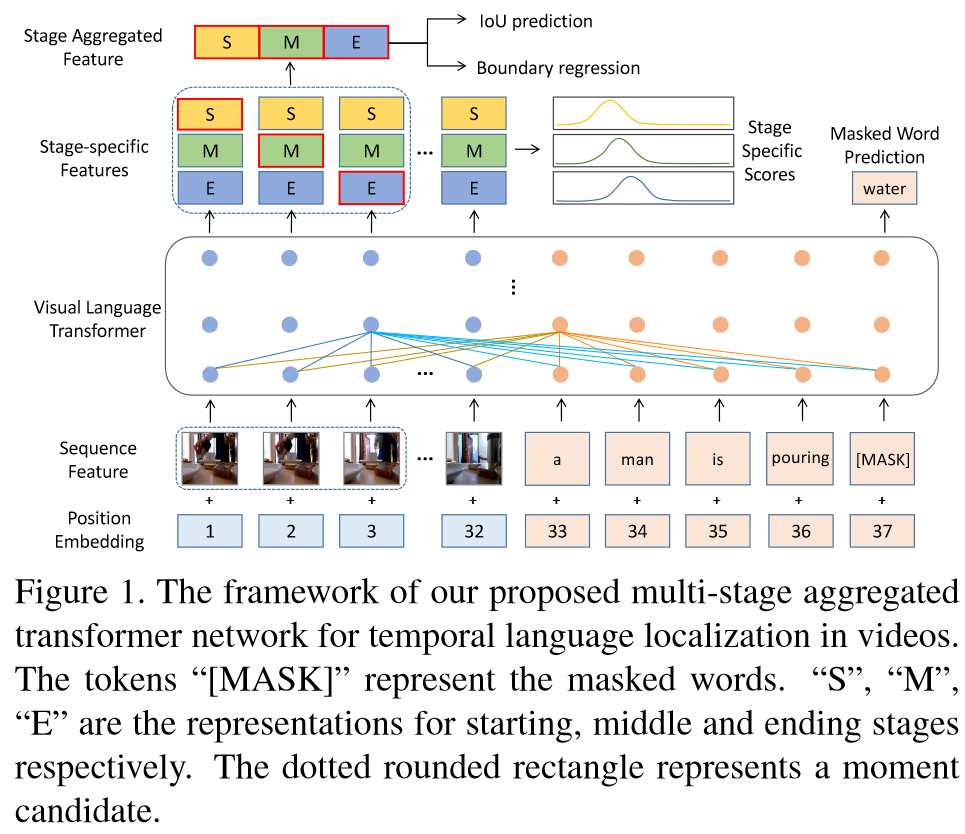 Stage Aggregated
Feature
S M E
IoU prediction
Boundary regression
Stage-specific
Features
S S S S
M M M ... M
E E E E
Stage
Specific
Scores
Masked Word
Prediction
water
Visual Language
Transformer
...
...
Sequence
Feature
... a man is pouring [MASK]
+ + + + + + + + +
Position
Embedding
1 2 3 32 33 34 35 36 37
Figure 1. The framework of our proposed multi-stage aggregated
transformer network for temporal language localization in videos.
The tokens “[MASK]” represent the masked words. “S”, “M”,
“E” are the representations for starting, middle and ending stages
respectively. The dotted rounded rectangle represents a moment
candidate.